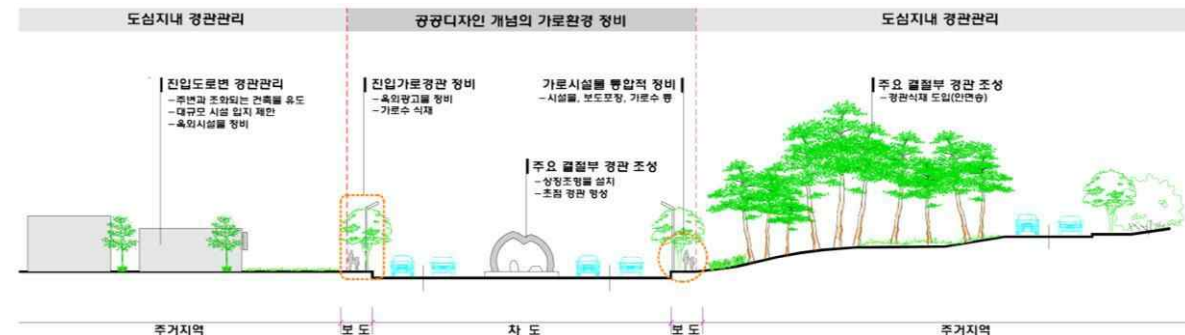 도심지내 경관관리
공공디자인 개념의 가로환경 정비
도심지내 경관관리
진입도로변 경관관리
-주변과 조화되는 건축물 유도
-대규모 시설 입지 제한
-옥외시설물 정비
진입가로경관 정비
-옥외광고물 정비
-가로수 식재
가로시설물 통합적 정비
-시설물, 보도포장, 가로수 등
주요 결절부 경관 조성
-경관식재 도입(안면송)
주요 결절부 경관 조성
-상징조형물 설치
-초점 경관 형성
주거지역
보 도
차 도
보 도
주거지역